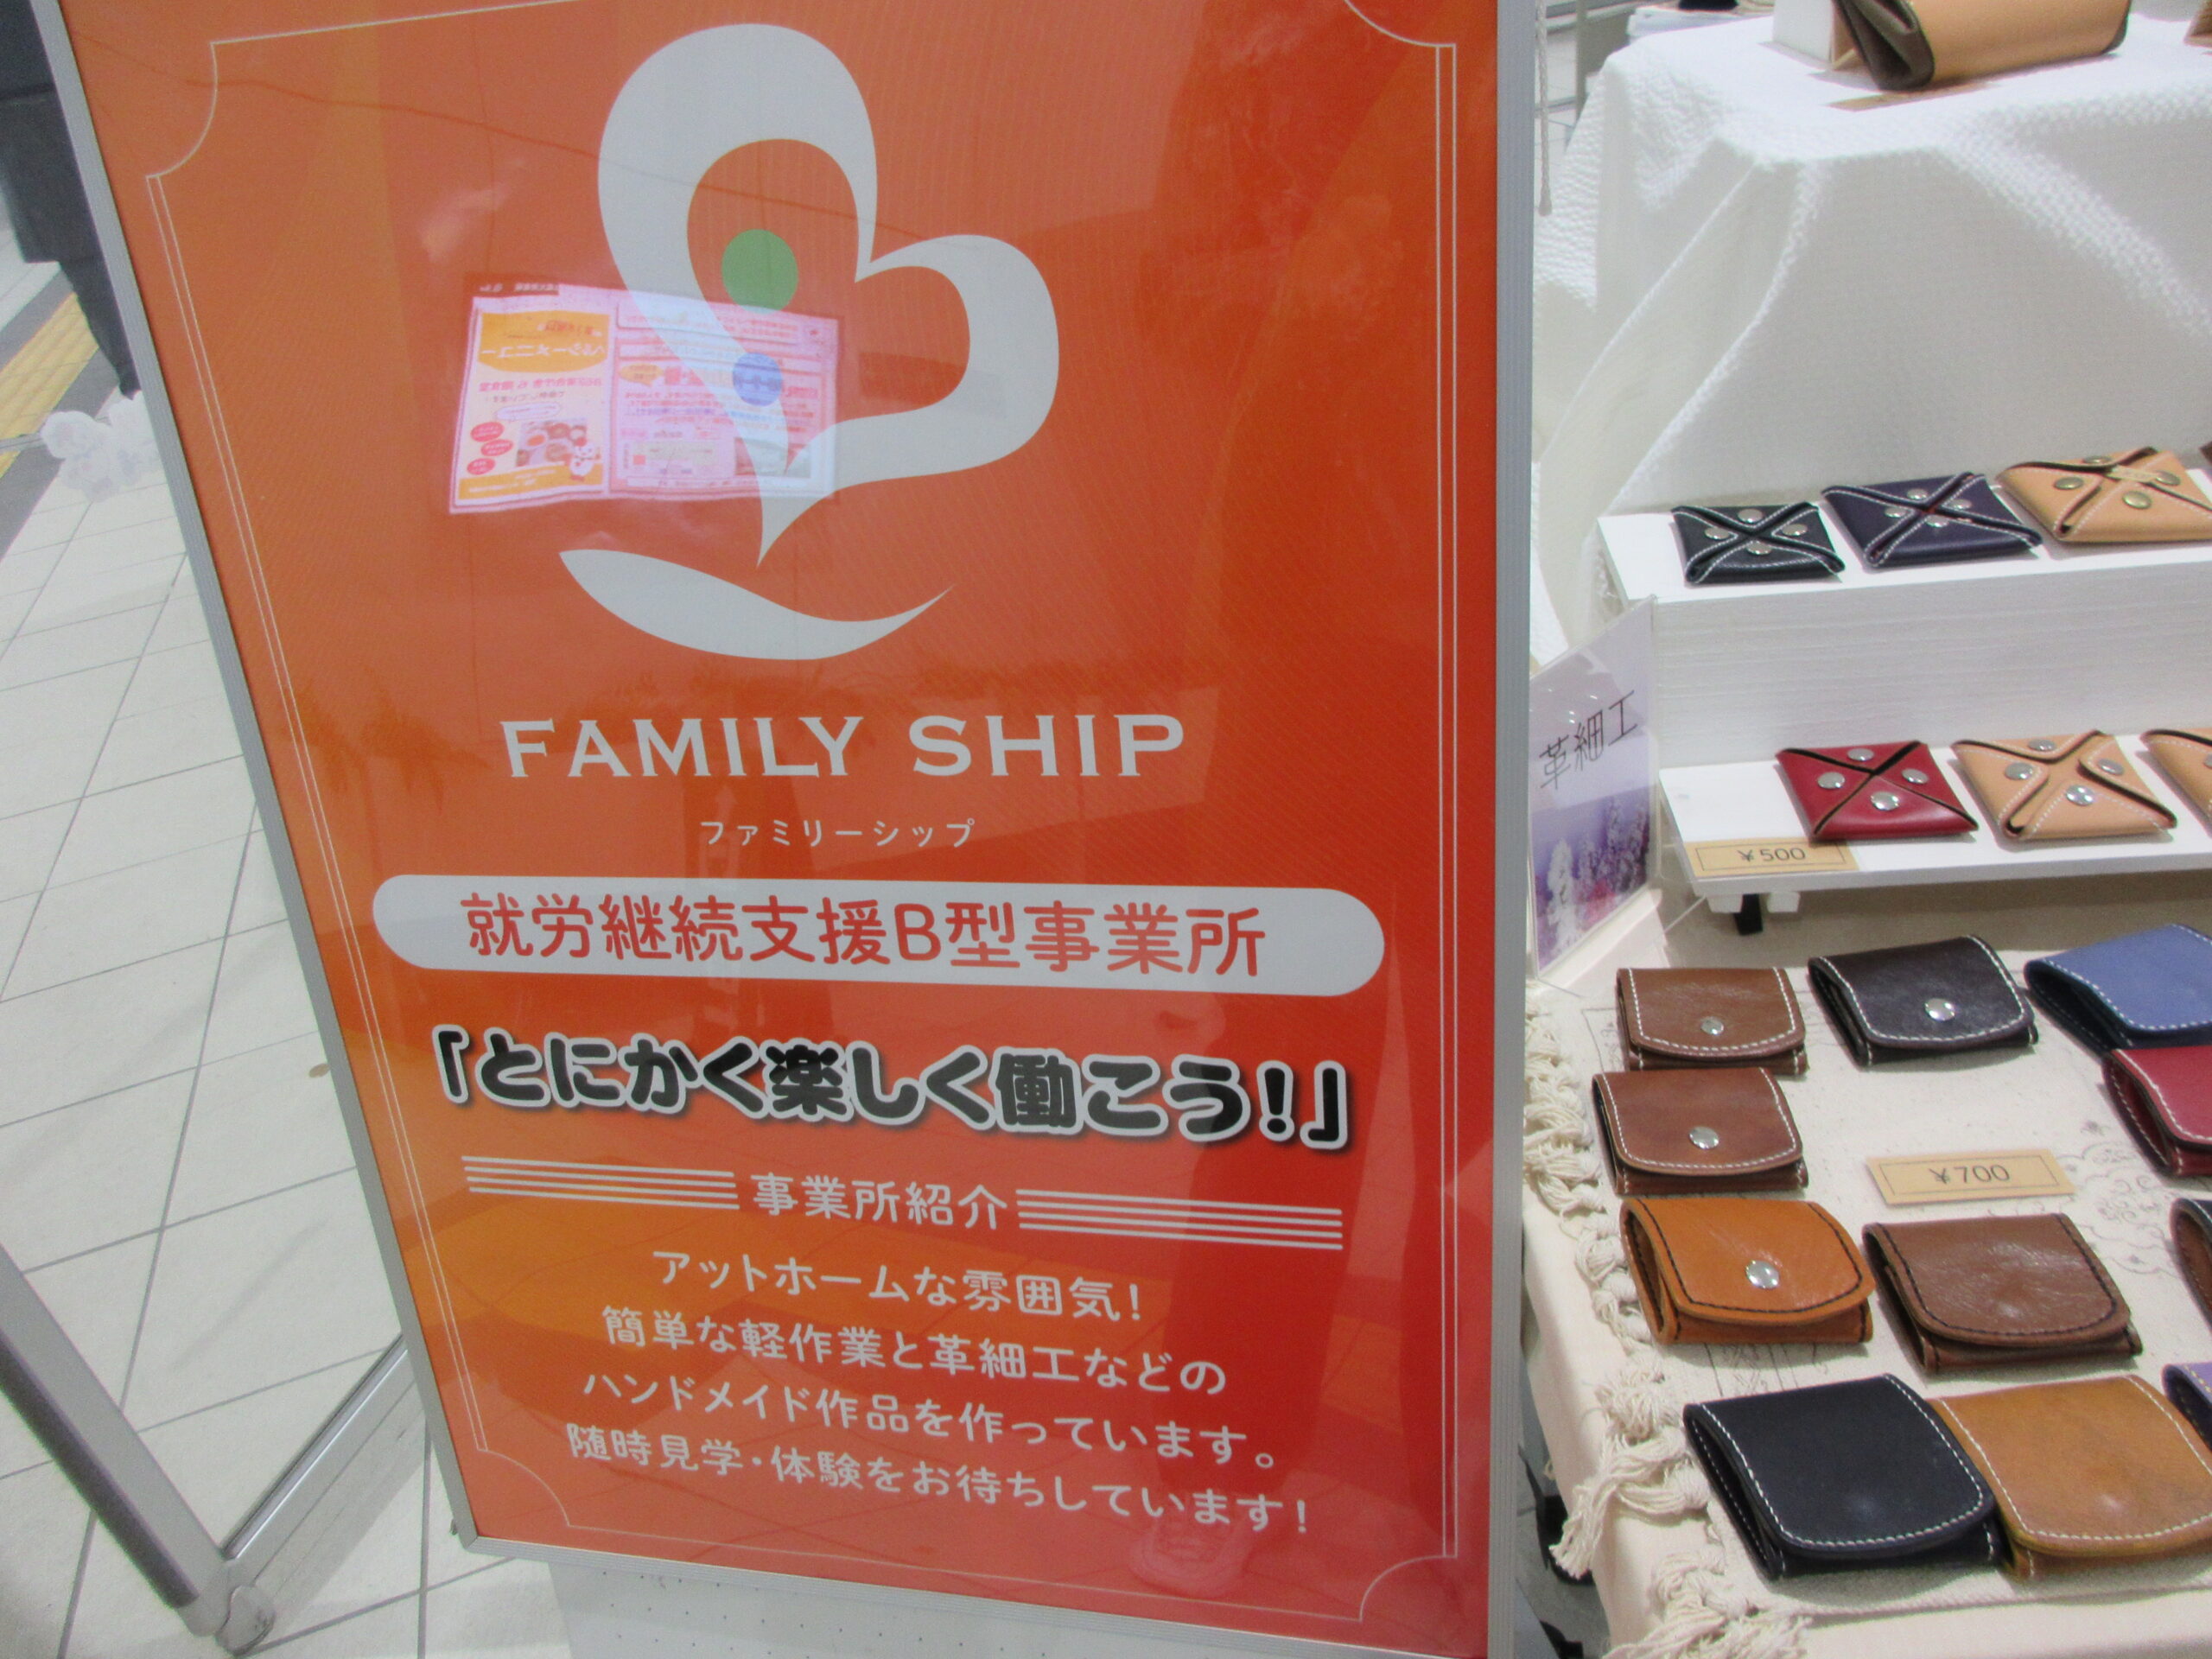 FAMILY SHIP
ファミリーシップ
就労継続支援B型事業所
「とにかく楽しく働こう!」
事業所紹介
アットホームな雰囲気!
簡単な軽作業と革細工などの
ハンドメイド作品を作っています。
随時見学・体験をお待ちしています!
革細工
¥500
¥700